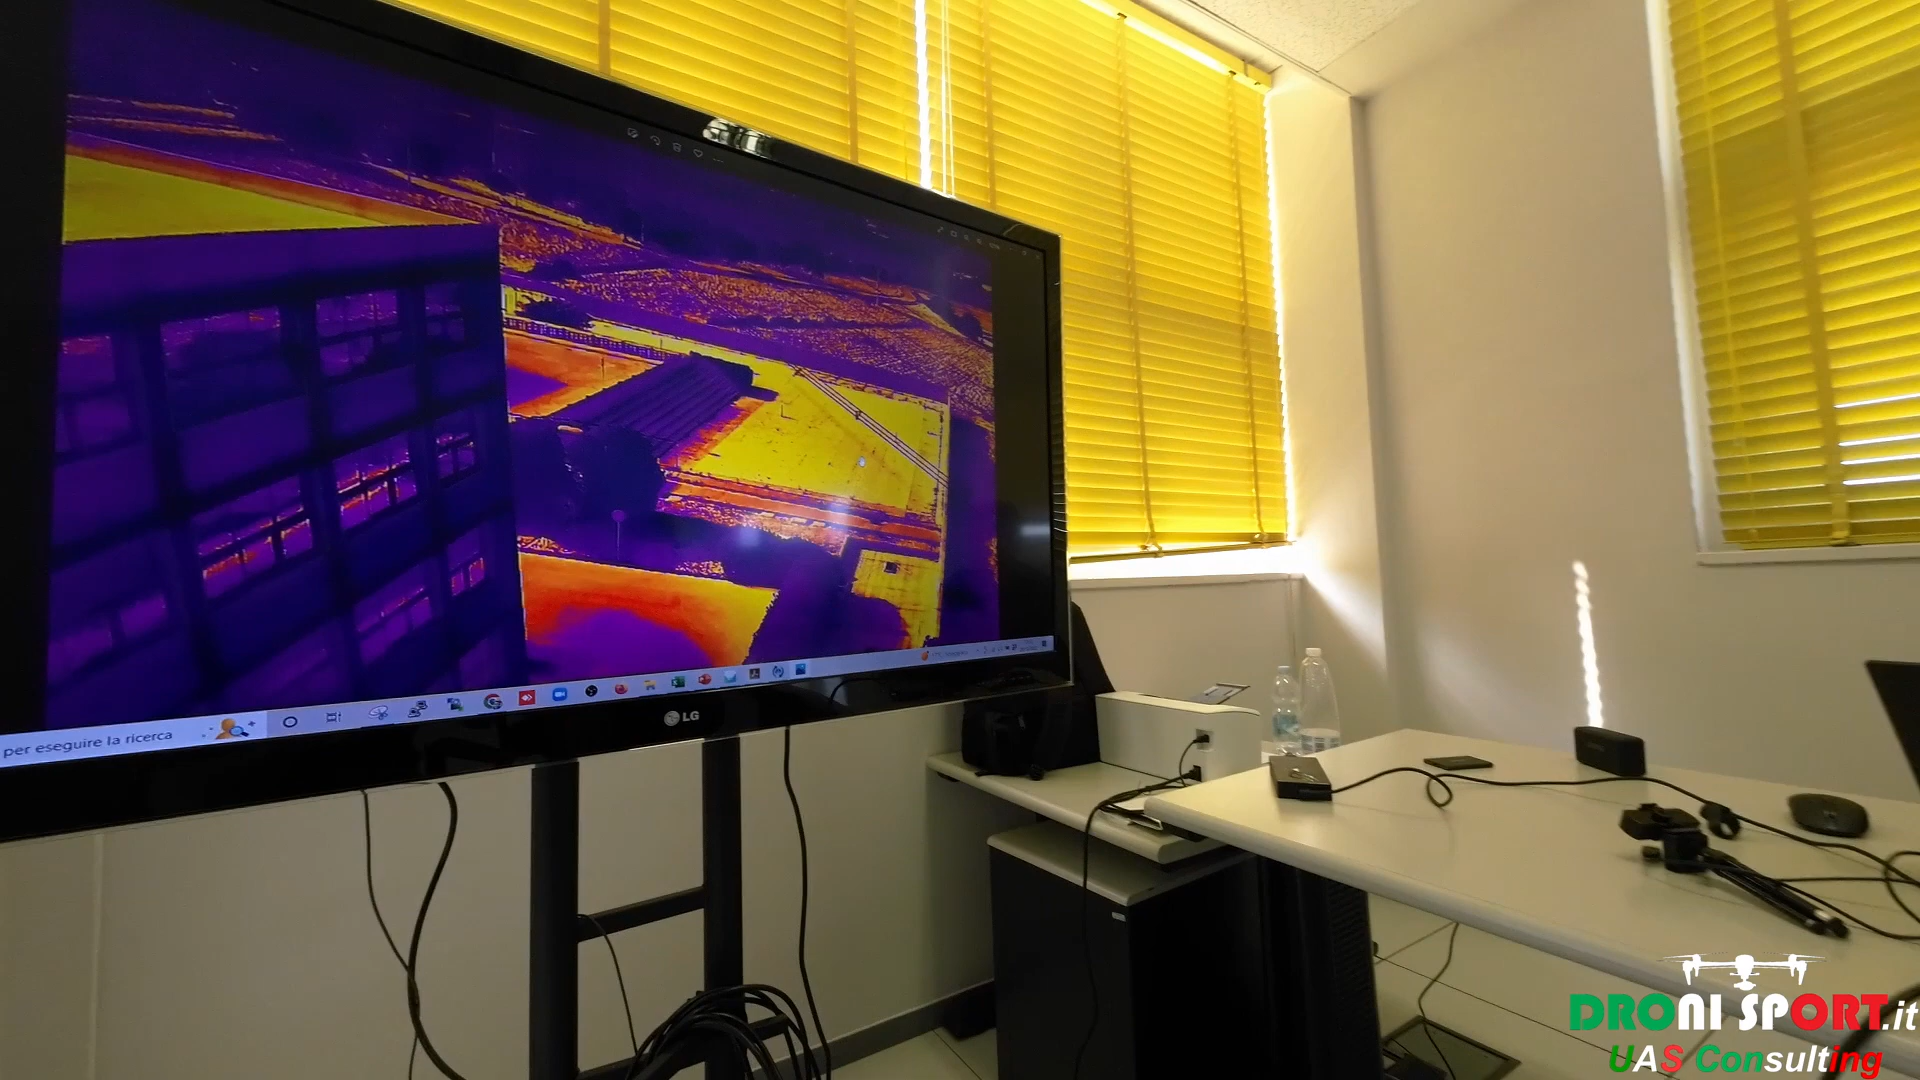 per eseguire la ricerca
LG
DRONI SPORT.it
UAS Consulting